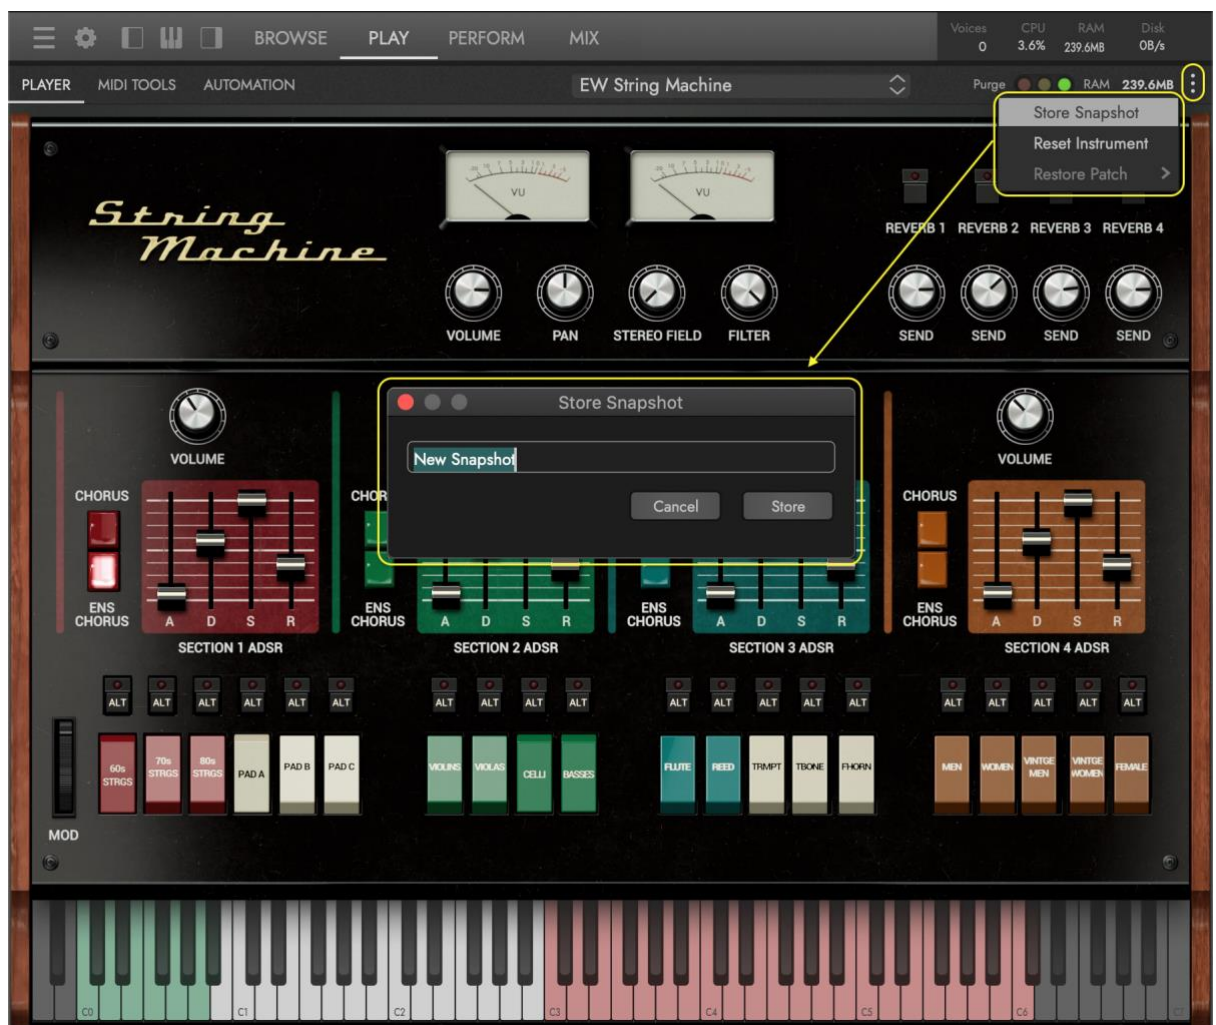 BROWSE PLAY PERFORM MIX
Voices CPU RAM Disk
0 3.6% 239.6MB 0B/s
PLAYER MIDI TOOLS AUTOMATION EW String Machine Purge RAM 239.6MB
Store Snapshot
Reset Instrument
Restore Patch
VU VU
String
Machine
REVERB 1 REVERB 2 REVERB 3 REVERB 4
VOLUME PAN STEREO FIELD FILTER SEND SEND SEND SEND
Store Snapshot
New Snapshot
Cancel Store
VOLUME VOLUME
CHORUS CHOR CHORUS
ENS ENS ENS ENS
CHORUS CHORUS CHORUS CHORUS
A D S R A D S R A D S R A D S R
SECTION 1 ADSR SECTION 2 ADSR SECTION 3 ADSR SECTION 4 ADSR
ALT ALT ALT ALT ALT ALT ALT ALT ALT ALT ALT ALT ALT ALT ALT ALT ALT ALT ALT ALT
60s STRGS 70s STRGS 80s STRGS PAD A PAD B PAD C VIOLINS VIOLAS CELLI BASSES FLUTE REED TRMPT TBONE FHORN MEN WOMEN VINTGE MEN VINTGE WOMEN FEMALE
MOD
C0 C1 C2 C3 C4 C5 C6 C7